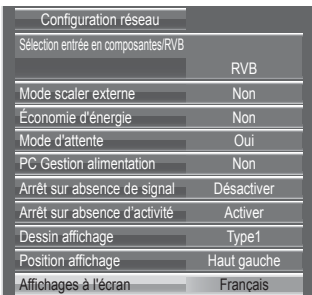 Configuration réseau
Sélection entrée en composantes/RVB
RVB
Mode scaler externe Non
Économie d'énergie Non
Mode d'attente Oui
PC Gestion alimentation Non
Arrêt sur absence de signal Désactiver
Arrêt sur absence d’activité Activer
Dessin affichage Type1
Position affichage Haut gauche
Affichages à l'écran Français